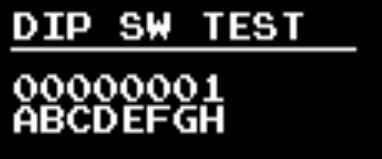 DIP SW TEST
00000001
ABCDEFGH